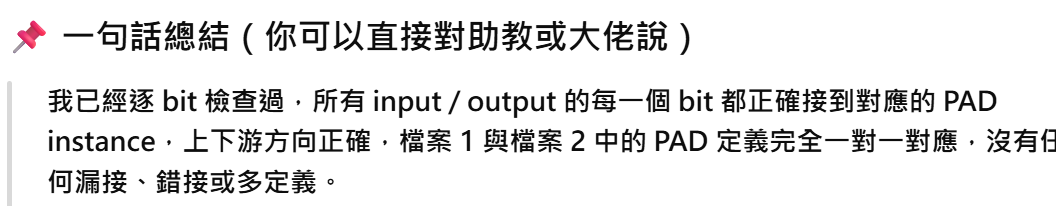 📌 一句話總結（你可以直接對助教或大佬說）
我已經逐 bit 檢查過，所有 input / output 的每一個 bit 都正確接到對應的 PAD
instance，上下游方向正確，檔案 1 與檔案 2 中的 PAD 定義完全一對一對應，沒有任
何漏接、錯接或多定義。